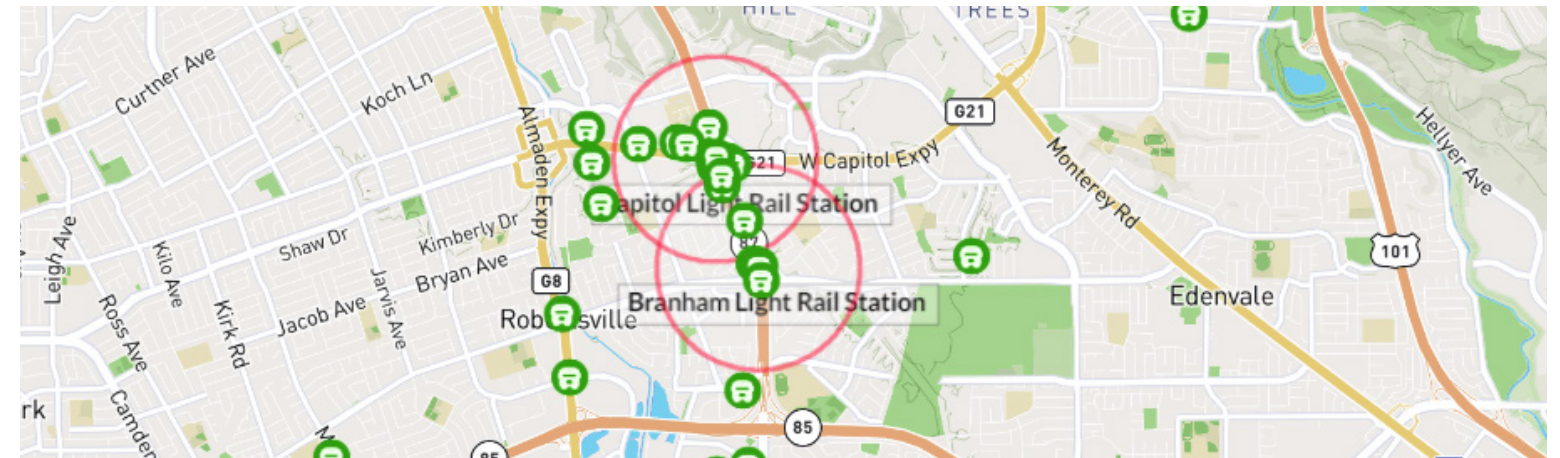 HILL
TREES
Curtner Ave
Koch Ln
G21
Hellyer Ave
Almaden Expy
G21
W Capitol Expy
Monterey Rd
Capitol Light Rail Station
Leigh Ave
Shaw Dr
Kimberly Dr
87
101
Kilo Ave
Bryan Ave
Jarvis Ave
G8
Edenvale
Branham Light Rail Station
Ross Ave
Kirk Rd
Jacob Ave
rk
Camden
85
85